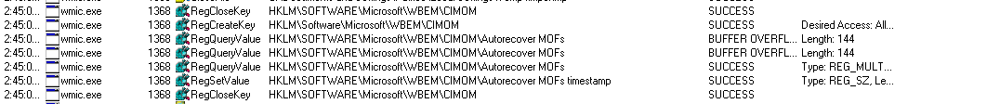 2:45:0... wmic.exe 1368 RegCloseKey HKLM\SOFTWARE\Microsoft\WBEM\CIMOM SUCCESS
2:45:0... wmic.exe 1368 RegCreateKey HKLM\Software\Microsoft\WBEM\CIMOM SUCCESS Desired Access: All...
2:45:0... wmic.exe 1368 RegQueryValue HKLM\SOFTWARE\Microsoft\WBEM\CIMOM\Autorecover MOFs BUFFER OVERFL... Length: 144
2:45:0... wmic.exe 1368 RegQueryValue HKLM\SOFTWARE\Microsoft\WBEM\CIMOM\Autorecover MOFs BUFFER OVERFL... Length: 144
2:45:0... wmic.exe 1368 RegQueryValue HKLM\SOFTWARE\Microsoft\WBEM\CIMOM\Autorecover MOFs SUCCESS Type: REG_MULT...
2:45:0... wmic.exe 1368 RegSetValue HKLM\SOFTWARE\Microsoft\WBEM\CIMOM\Autorecover MOFs timestamp SUCCESS Type: REG_SZ, Le...
2:45:0... wmic.exe 1368 RegCloseKey HKLM\SOFTWARE\Microsoft\WBEM\CIMOM SUCCESS